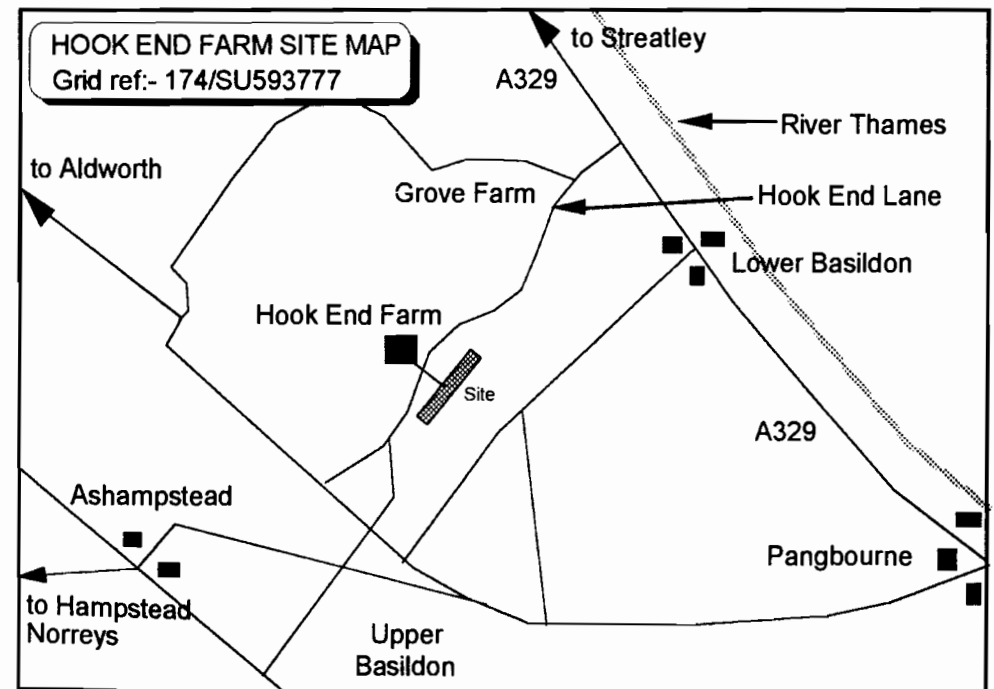 HOOK END FARM SITE MAP
Grid ref:- 174/SU593777
to Streatley
A329
River Thames
to Aldworth
Grove Farm
Hook End Lane
Lower Basildon
Hook End Farm
Site
A329
Ashampstead
Pangbourne
to Hampstead
Norreys
Upper
Basildon